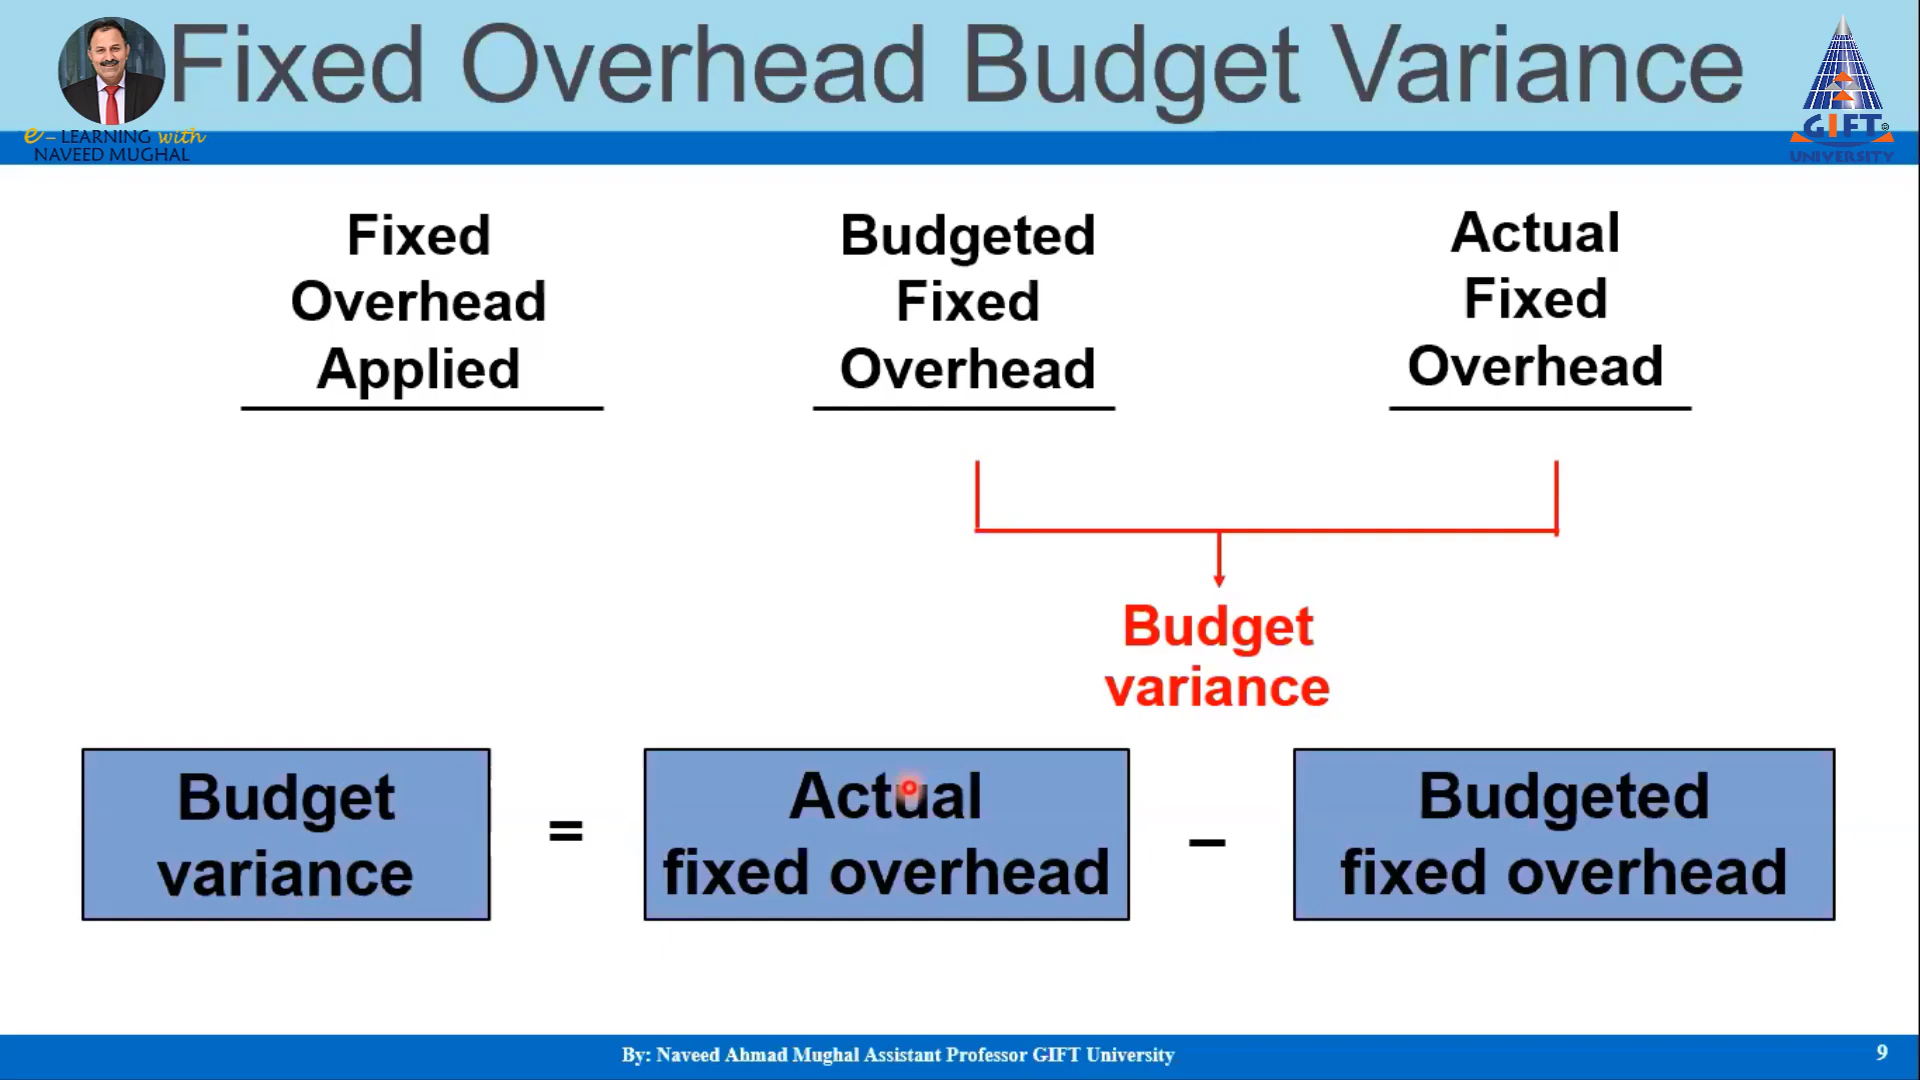 Fixed Overhead Budget Variance
e – LEARNING with
NAVEED MUGHAL
GIFT
UNIVERSITY
©
Fixed
Overhead
Applied
Budgeted
Fixed
Overhead
Actual
Fixed
Overhead
Budget
variance
Budget
variance
=
Actual
fixed overhead
–
Budgeted
fixed overhead
By: Naveed Ahmad Mughal Assistant Professor GIFT University
9